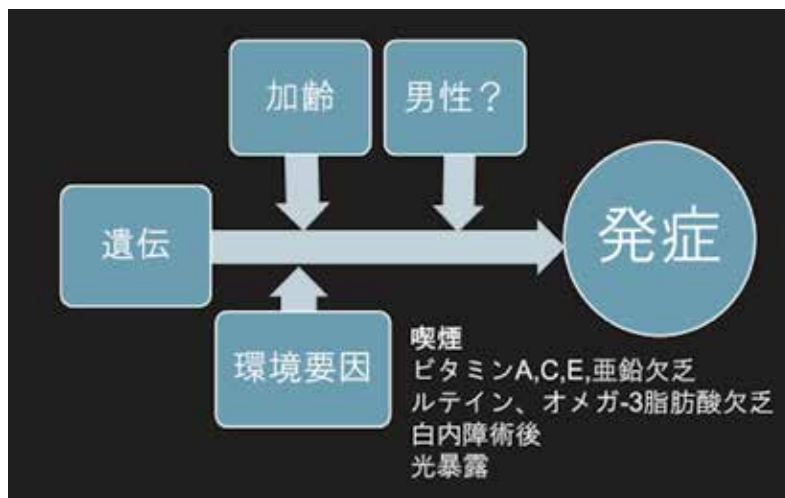 加齢
男性？
遺伝
発症
環境要因
喫煙
ビタミンA,C,E,亜鉛欠乏
ルテイン、オメガ-3脂肪酸欠乏
白内障術後
光暴露